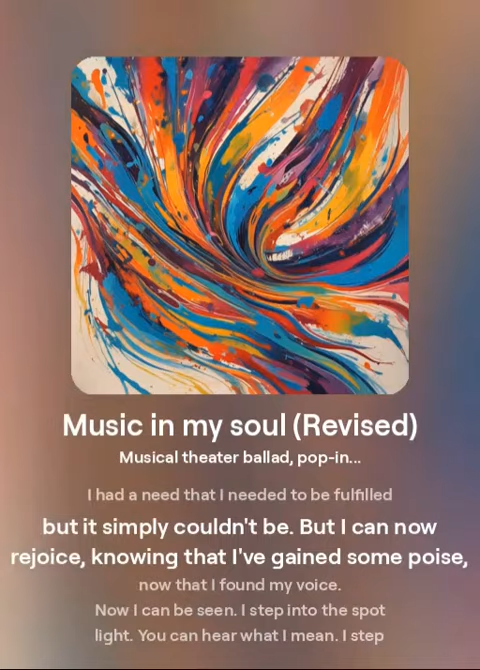 Music in my soul (Revised)
Musical theater ballad, pop-in...
I had a need that I needed to be fulfilled
but it simply couldn't be. But I can now
rejoice, knowing that I've gained some poise,
now that I found my voice.
Now I can be seen. I step into the spot
light. You can hear what I mean. I step